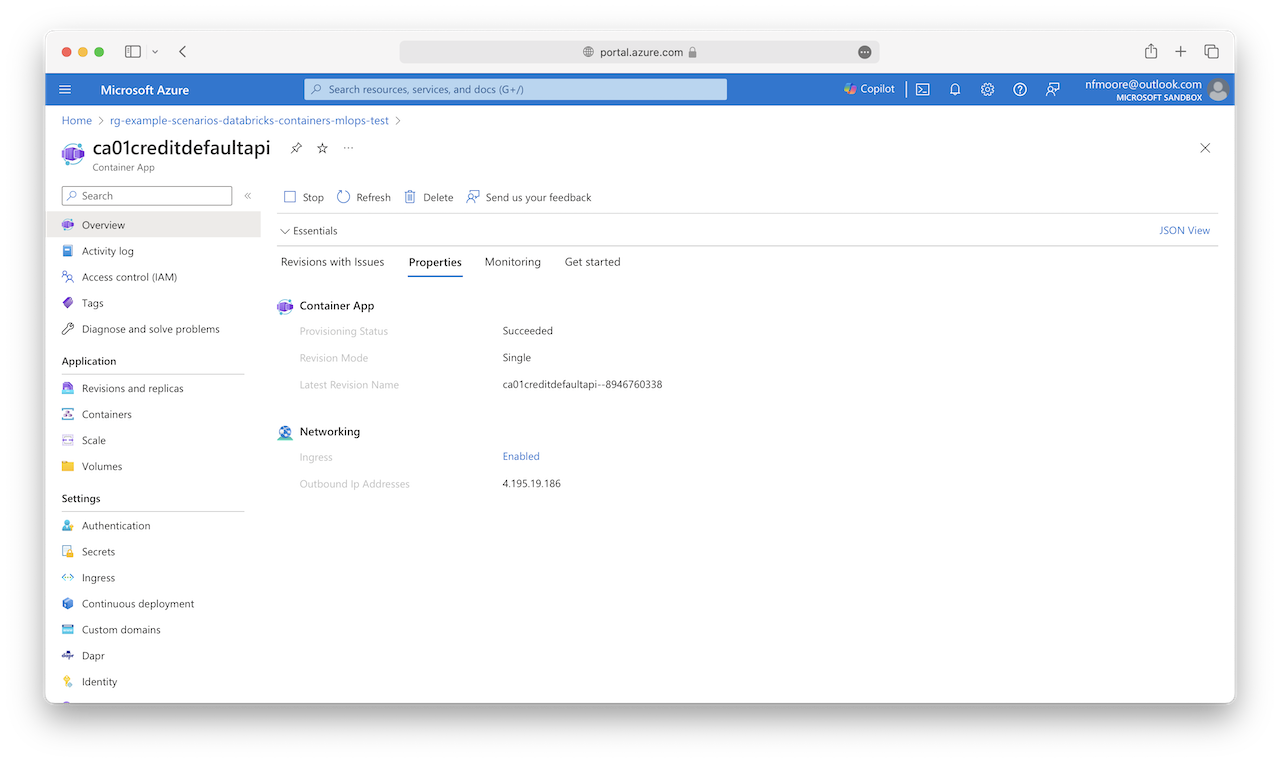 portal.azure.com
Microsoft Azure
Search resources, services, and docs (G+/)
Copilot
nfmoore@outlook.com
MICROSOFT SANDBOX
Home > rg-example-scenarios-databricks-containers-mlops-test >
ca01creditdefaultapi
Container App
Search
Overview
Activity log
Access control (IAM)
Tags
Diagnose and solve problems
Application
Revisions and replicas
Containers
Scale
Volumes
Settings
Authentication
Secrets
Ingress
Continuous deployment
Custom domains
Dapr
Identity
Stop Refresh Delete Send us your feedback
Essentials JSON View
Revisions with Issues Properties Monitoring Get started
Container App
Provisioning Status Succeeded
Revision Mode Single
Latest Revision Name ca01creditdefaultapi--8946760338
Networking
Ingress Enabled
Outbound Ip Addresses 4.195.19.186